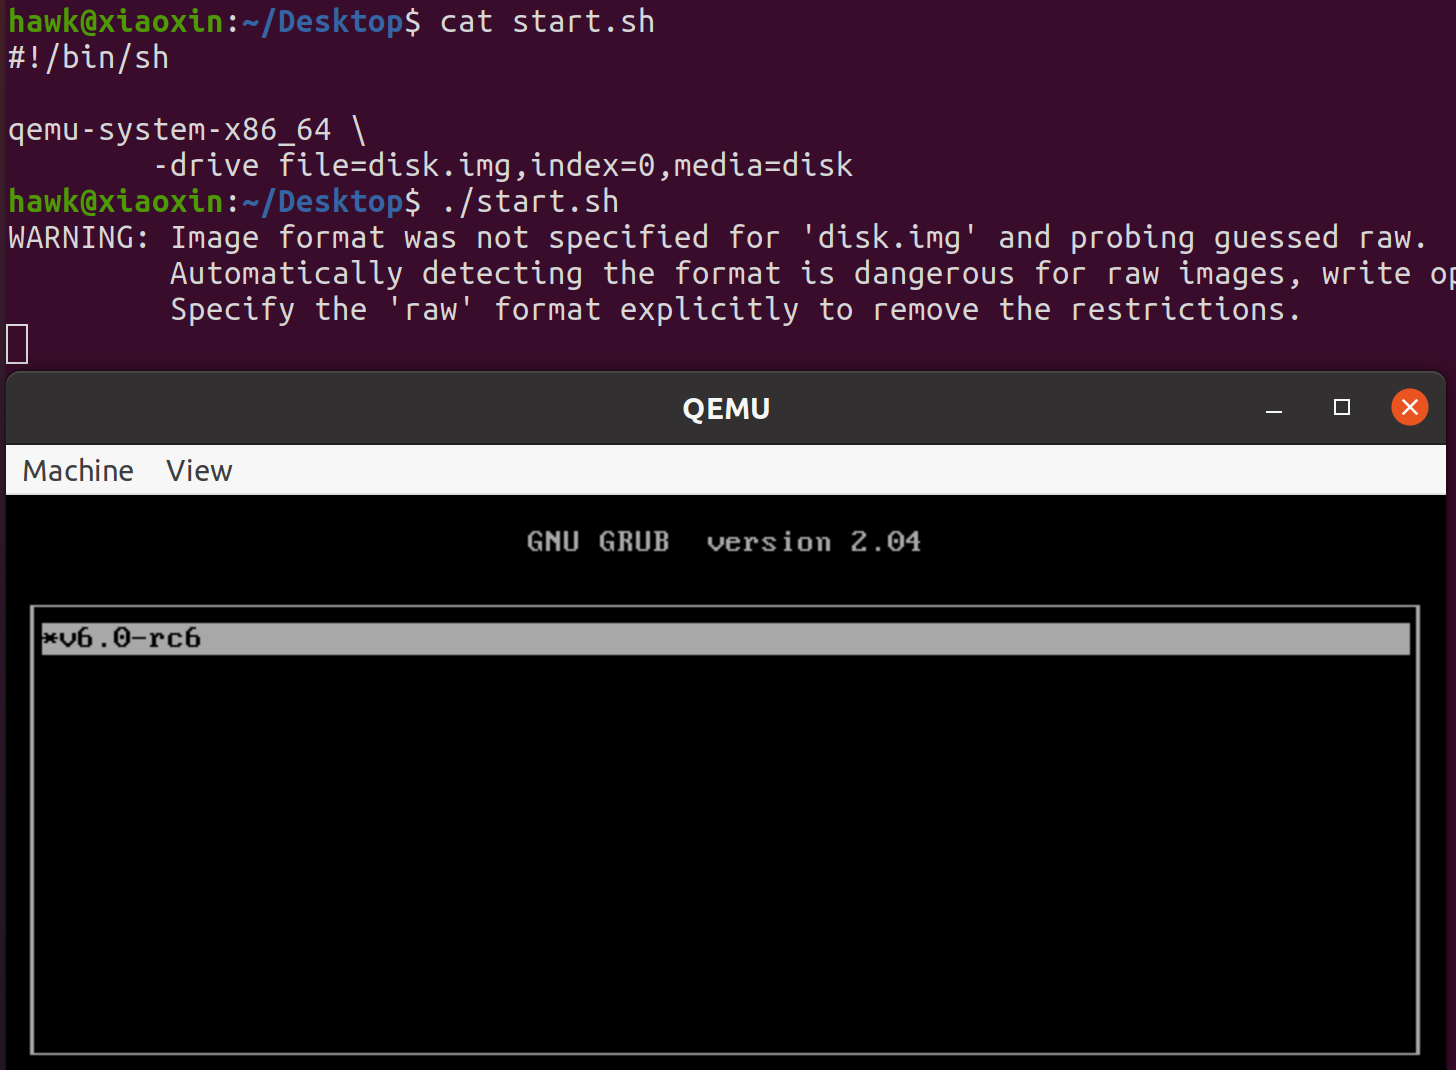 hawk@xiaoxin:~/Desktop$ cat start.sh
#!/bin/sh
qemu-system-x86_64 \
-drive file=disk.img,index=0,media=disk
hawk@xiaoxin:~/Desktop$ ./start.sh
WARNING: Image format was not specified for 'disk.img' and probing guessed raw.
Automatically detecting the format is dangerous for raw images, write
Specify the 'raw' format explicitly to remove the restrictions.
QEMU
Machine View
GNU GRUB version 2.04
*v6.0-rc6